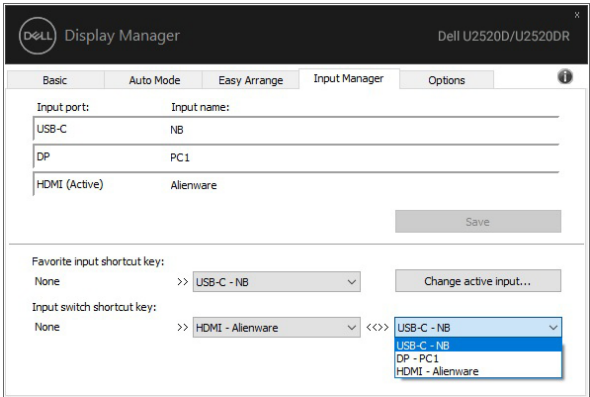 x
DELL Display Manager Dell U2520D/U2520DR
Basic Auto Mode Easy Arrange Input Manager Options i
Input port: Input name:
USB-C NB
DP PC1
HDMI (Active) Alienware
Save
Favorite input shortcut key:
None >> USB-C - NB Change active input...
Input switch shortcut key:
None >> HDMI - Alienware <<>> USB-C - NB
USB-C - NB
DP - PC1
HDMI - Alienware